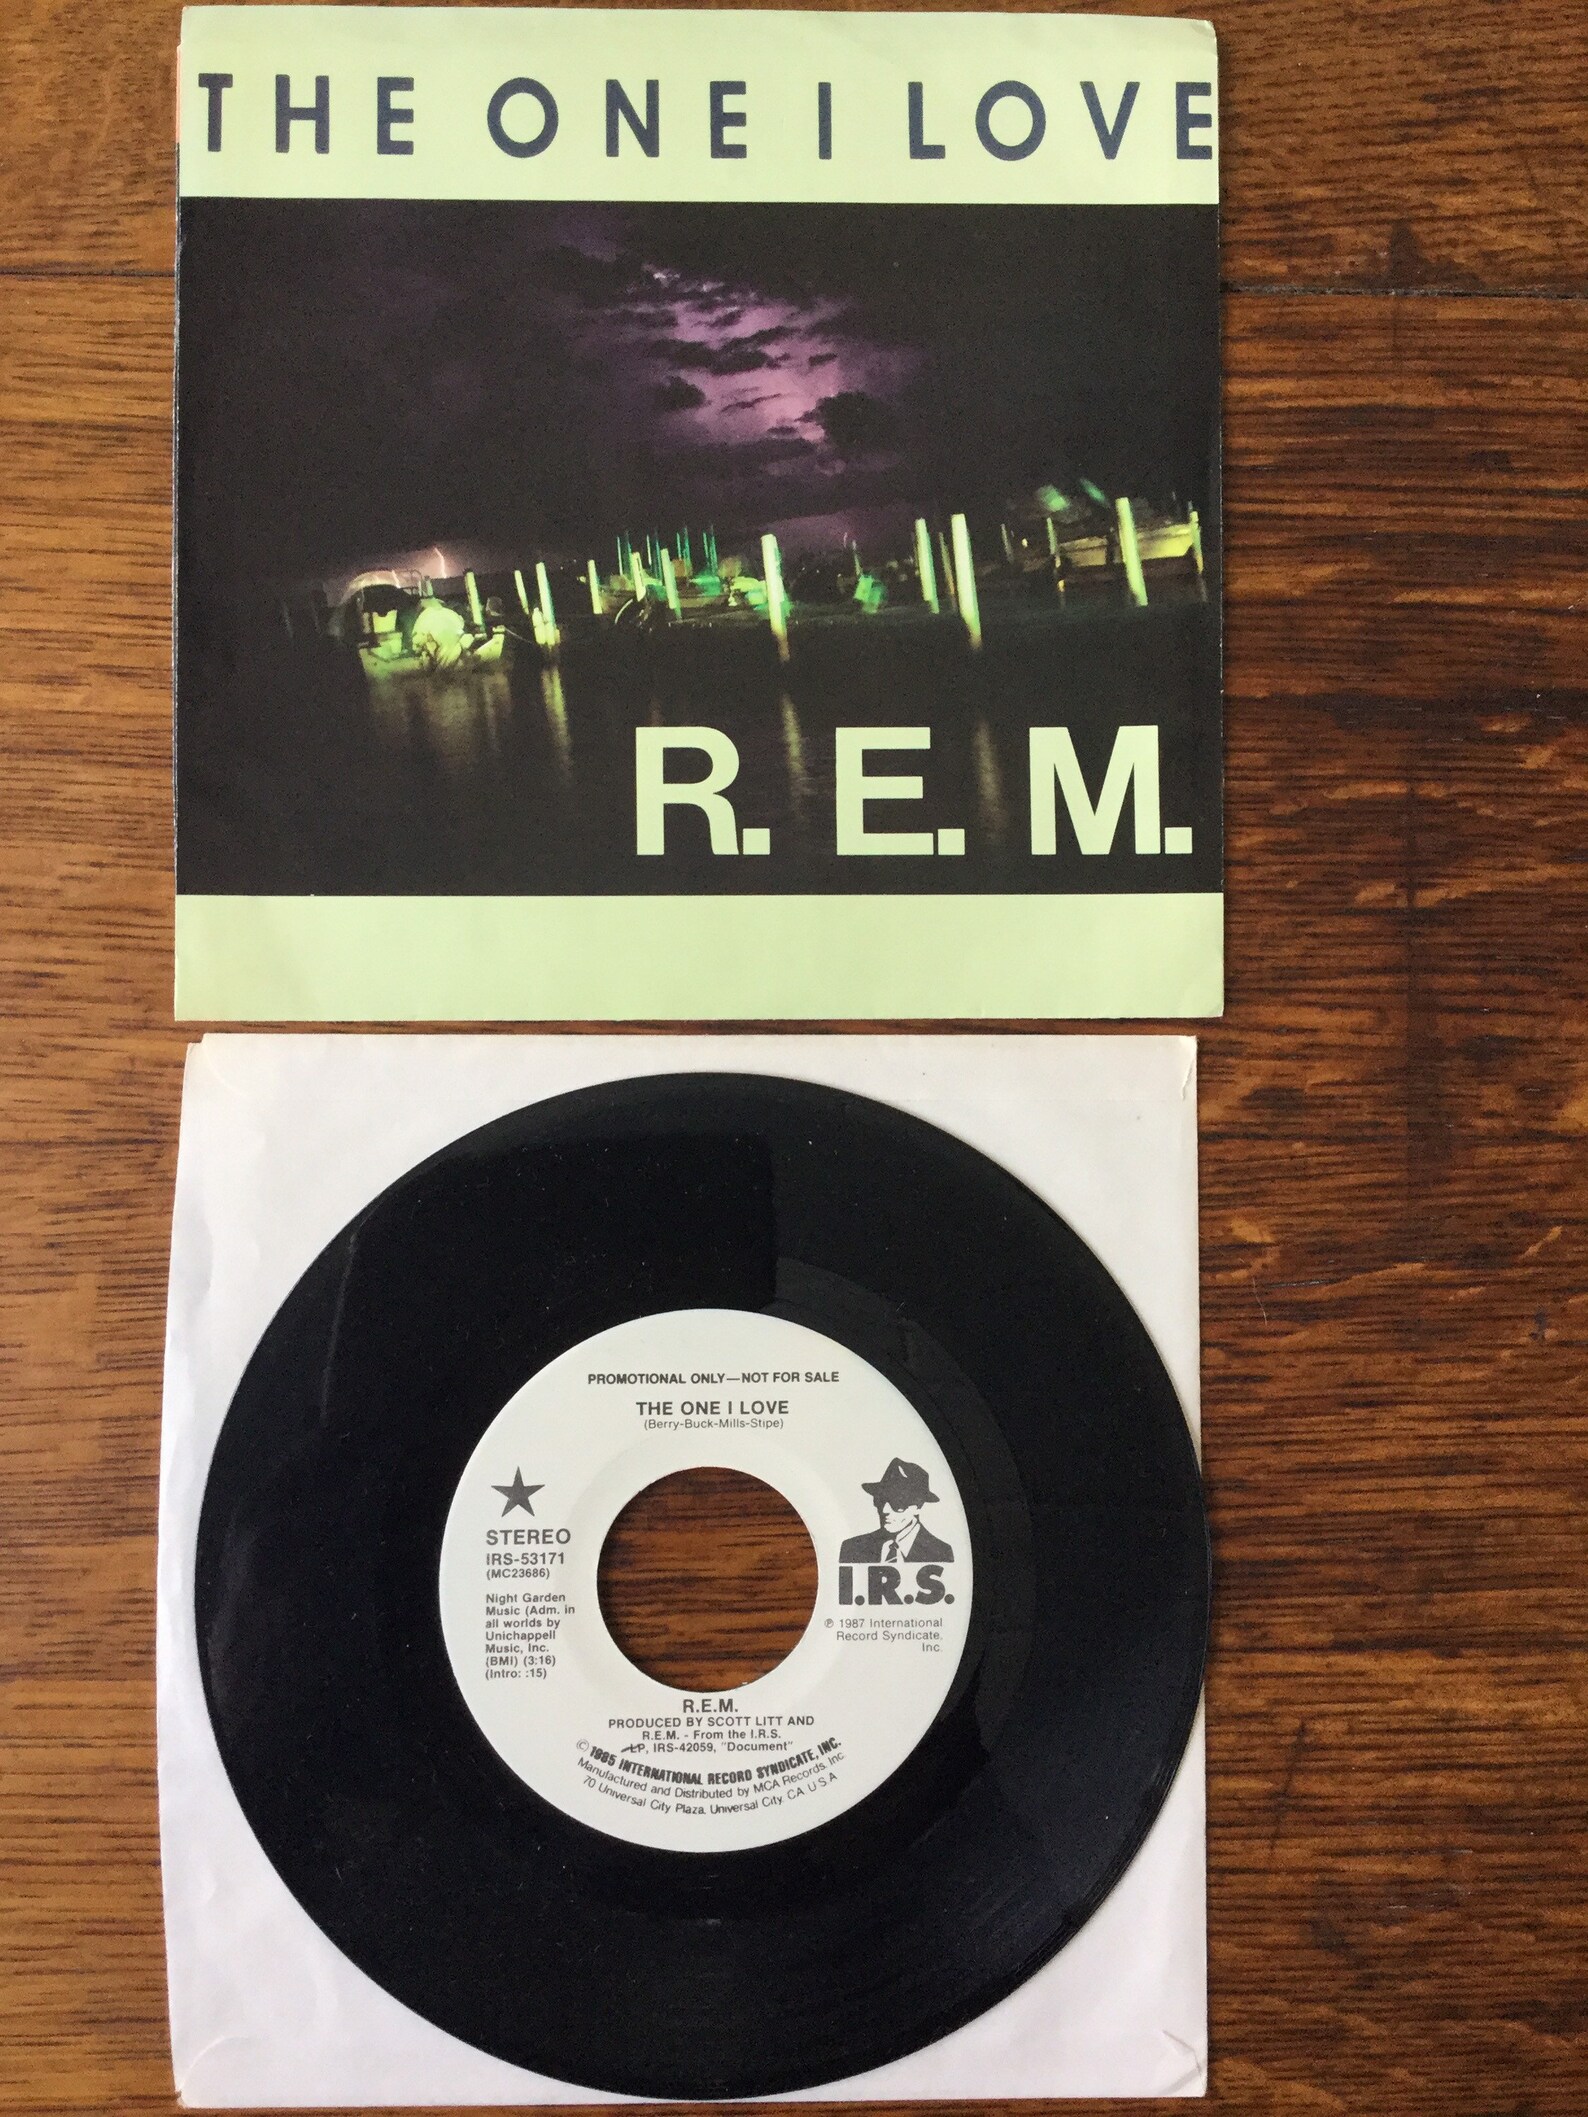 THE ONE I LOVE
R.E.M.
PROMOTIONAL ONLY—NOT FOR SALE
THE ONE I LOVE
(Berry-Buck-Mills-Stipe)
★
STEREO
IRS-53171
(MC23686)
Night Garden
Music (Adm. in
all worlds by
Unichappell
Music, Inc.
(BMI) (3:16)
(Intro: :15)
I.R.S.
℗ 1987 International
Record Syndicate,
Inc.
R.E.M.
PRODUCED BY SCOTT LITT AND
R.E.M. - From the I.R.S.
LP, IRS-42059, "Document"
© 1985 INTERNATIONAL RECORD SYNDICATE, INC.
Manufactured and Distributed by MCA Records, Inc
70 Universal City Plaza, Universal City, CA. U.S.A